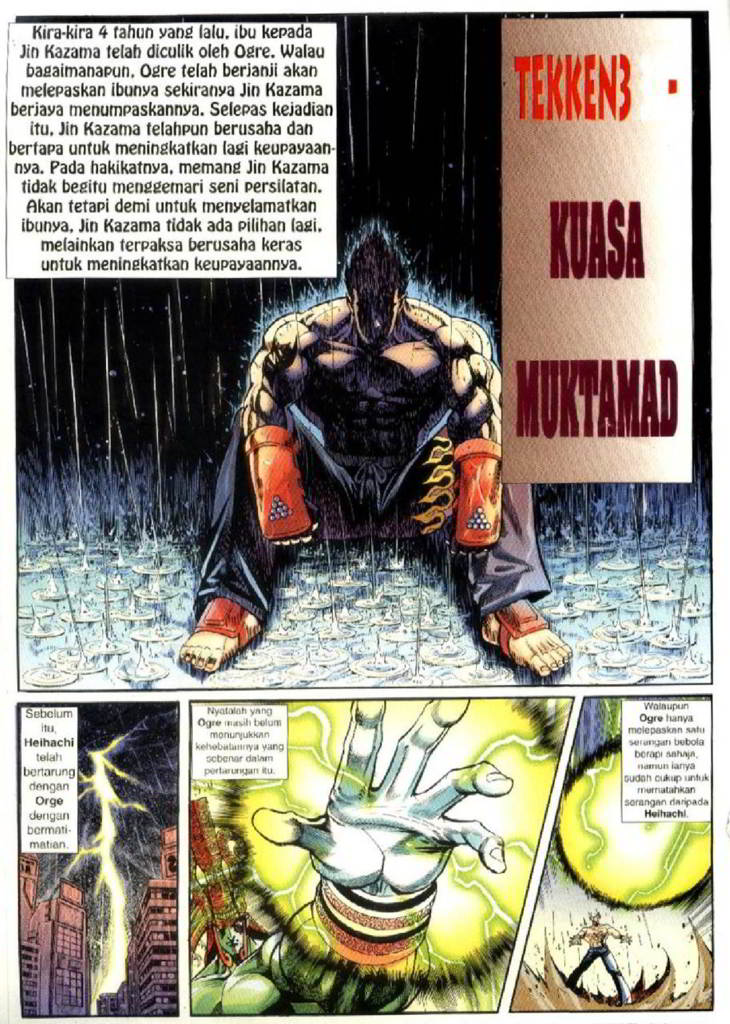 Kira-kira 4 tahun yang lalu, ibu kepada
Jin Kazama telah diculik oleh Ogre. Walau
bagaimanapun, Ogre telah berjanji akan
melepaskan ibunya sekiranya Jin Kazama
berjaya menumpaskannya. Selepas kejadian
itu, Jin Kazama telahpun berusaha dan
bertapa untuk meningkatkan lagi keupayaan-
nya. Pada hakikatnya, memang Jin Kazama
tidak begitu menggemari seni persilatan.
Akan tetapi demi untuk menyelamatkan
ibunya, Jin Kazama tidak ada pilihan lagi,
melainkan terpaksa berusaha keras
untuk meningkatkan keupayaannya.
TEKKEN3 -
KUASA
MUKTAMAD
Sebelum
itu,
Heihachi
telah
bertarung
dengan
Orge
dengan
bermati-
matian.
Nyatalah yang
Ogre masih belum
menunjukkan
kehebatannya yang
sebenar dalam
pertarungan itu.
Walaupun
Ogre hanya
melepaskan satu
serangan bebola
berapi sahaja,
namun ianya
sudah cukup untuk
mematahkan
serangan daripada
Heihachi.